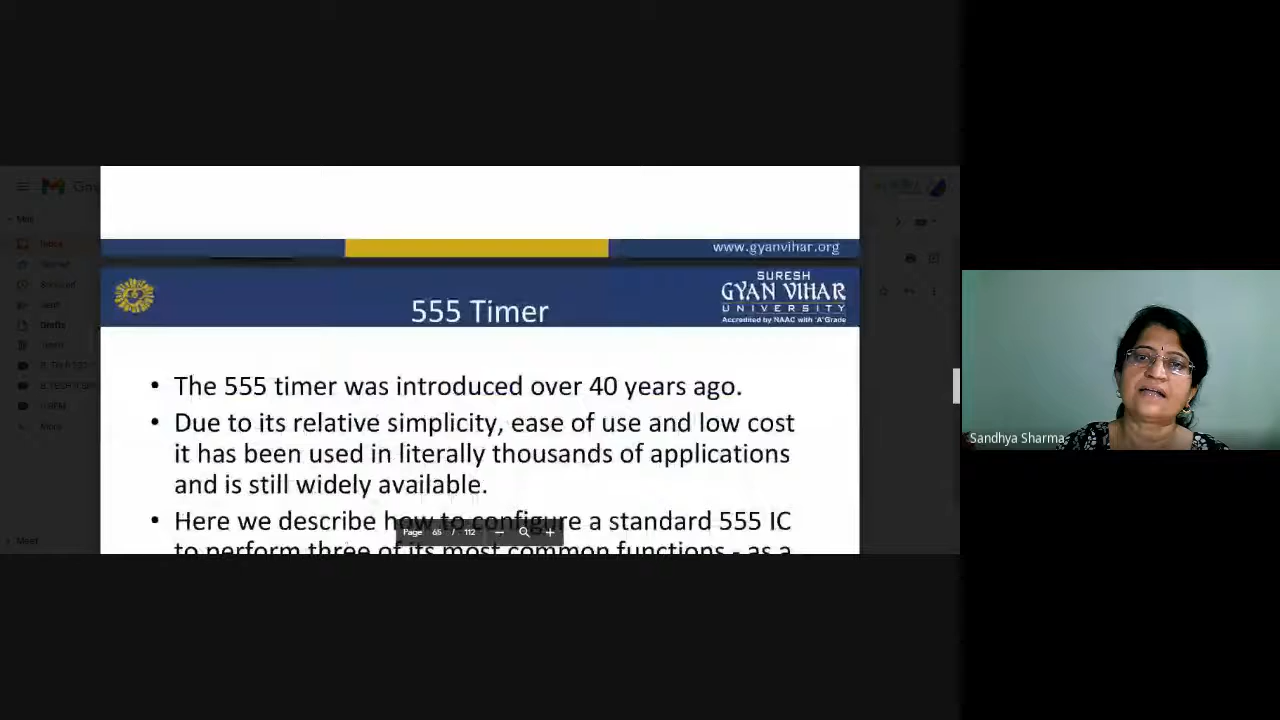 www.gyanvihar.org
555 Timer
SURESH
GYAN VIHAR
UNIVERSITY
Accredited by NAAC with 'A' Grade
• The 555 timer was introduced over 40 years ago.
• Due to its relative simplicity, ease of use and low cost
it has been used in literally thousands of applications
and is still widely available.
• Here we describe how to configure a standard 555 IC
to perform three of its most common functions - as a
Page 65 / 112
Sandhya Sharma
Drafts
More
Meet